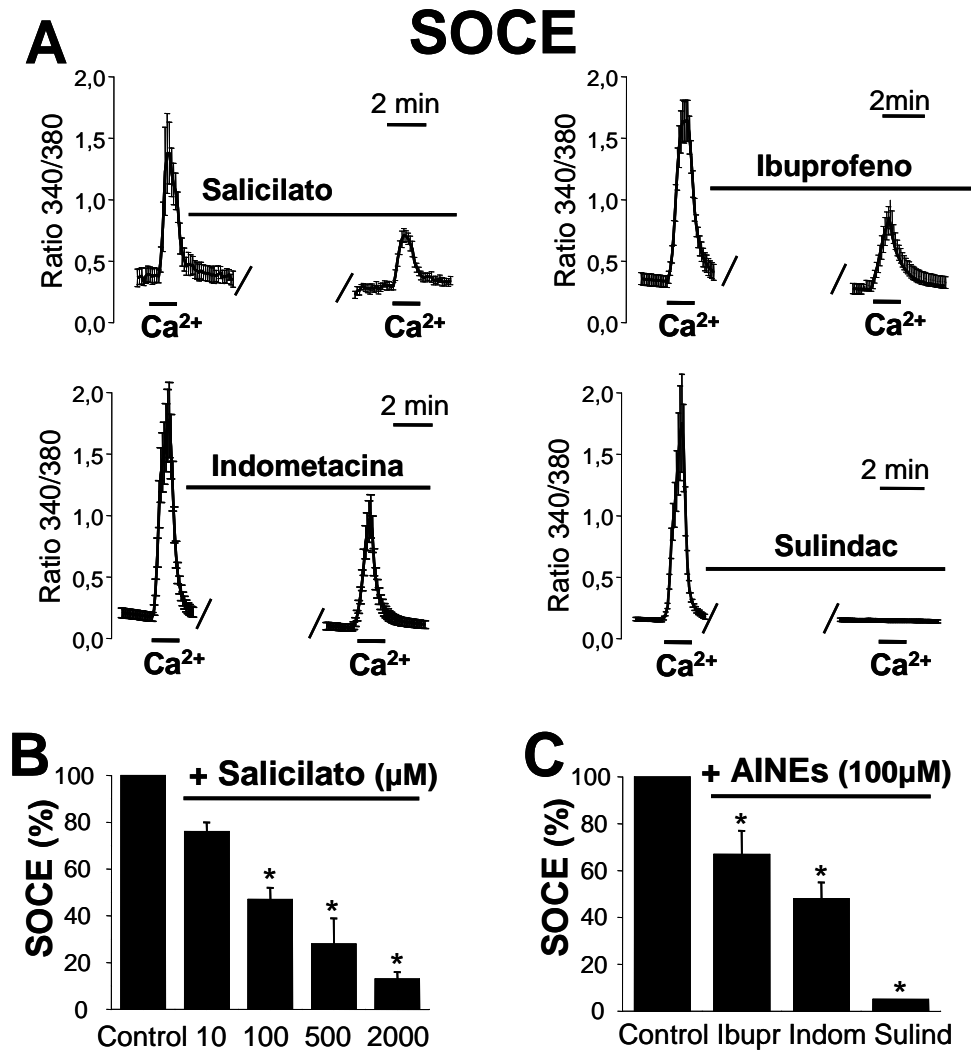 A
SOCE
2,0
1,5
1,0
0,5
0,0
Ratio 340/380
2 min
Salicilato
Ca2+
Ca2+
2,0
1,5
1,0
0,5
0,0
Ratio 340/380
2min
Ibuprofeno
Ca2+
Ca2+
2,0
1,5
1,0
0,5
0,0
Ratio 340/380
2 min
Indometacina
Ca2+
Ca2+
2,0
1,5
1,0
0,5
0,0
Ratio 340/380
2 min
Sulindac
Ca2+
Ca2+
B
+ Salicilato (µM)
100
80
60
40
20
0
SOCE (%)
*
*
*
Control 10 100 500 2000
C
+ AINEs (100µM)
100
80
60
40
20
0
SOCE (%)
*
*
*
Control Ibupr Indom Sulind